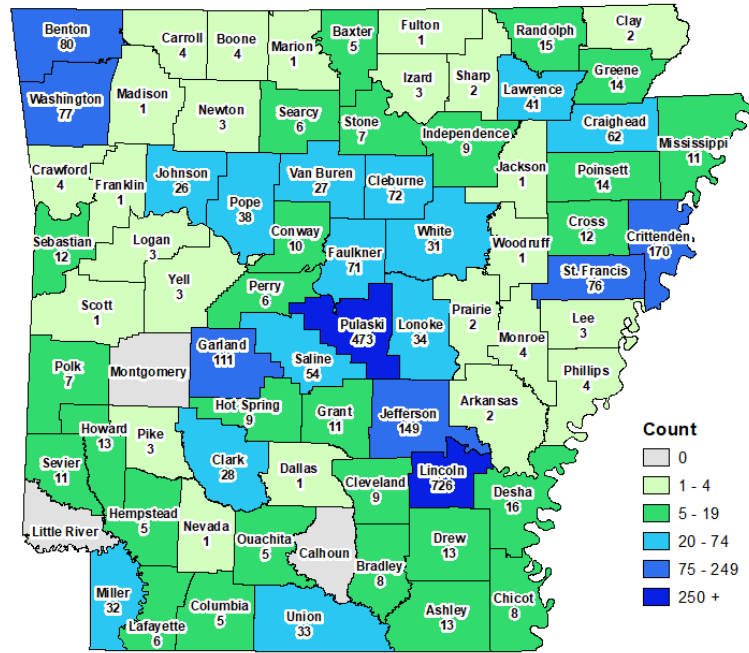 Benton
80
Carroll
4
Boone
4
Marion
1
Baxter
5
Fulton
1
Randolph
15
Clay
2
Washington
77
Madison
1
Newton
3
Searcy
6
Stone
7
Izard
3
Sharp
2
Lawrence
41
Greene
14
Independence
9
Craighead
62
Mississippi
11
Crawford
4
Franklin
1
Johnson
26
Pope
38
Van Buren
27
Cleburne
72
Jackson
1
Poinsett
14
Sebastian
12
Logan
3
Conway
10
Faulkner
71
White
31
Woodruff
1
Cross
12
Crittenden
170
St. Francis
76
Scott
1
Yell
3
Perry
6
Pulaski
473
Lonoke
34
Prairie
2
Monroe
4
Lee
3
Phillips
4
Polk
7
Montgomery
Garland
111
Saline
54
Hot Spring
9
Grant
11
Jefferson
149
Arkansas
2
Howard
13
Pike
3
Sevier
11
Clark
28
Dallas
1
Cleveland
9
Lincoln
726
Desha
16
Little River
Hempstead
5
Nevada
1
Ouachita
5
Calhoun
Bradley
8
Drew
13
Miller
32
Lafayette
6
Columbia
5
Union
33
Ashley
13
Chicot
8
Count
0
1 - 4
5 - 19
20 - 74
75 - 249
250 +